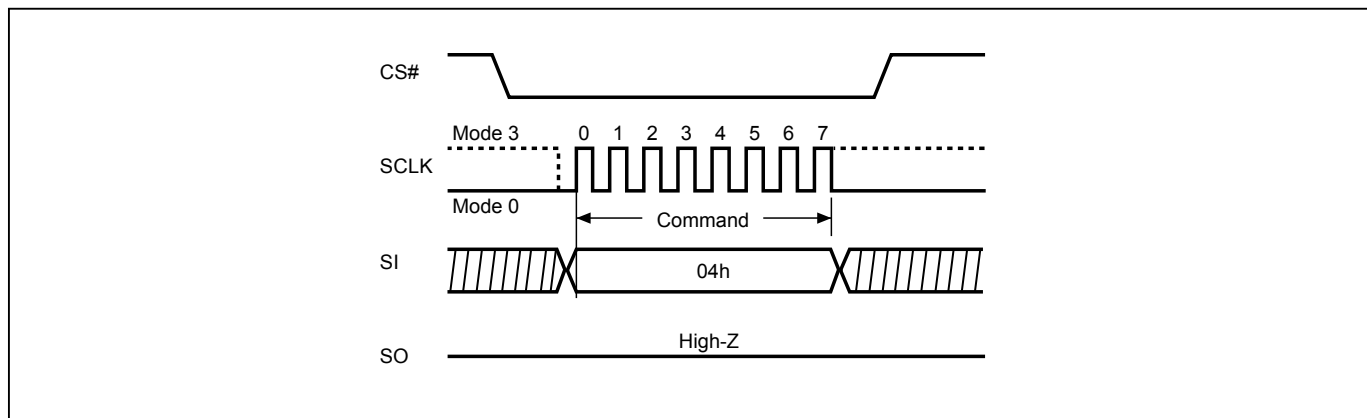 CS#
Mode 3 0 1 2 3 4 5 6 7
SCLK
Mode 0
Command
SI
04h
High-Z
SO